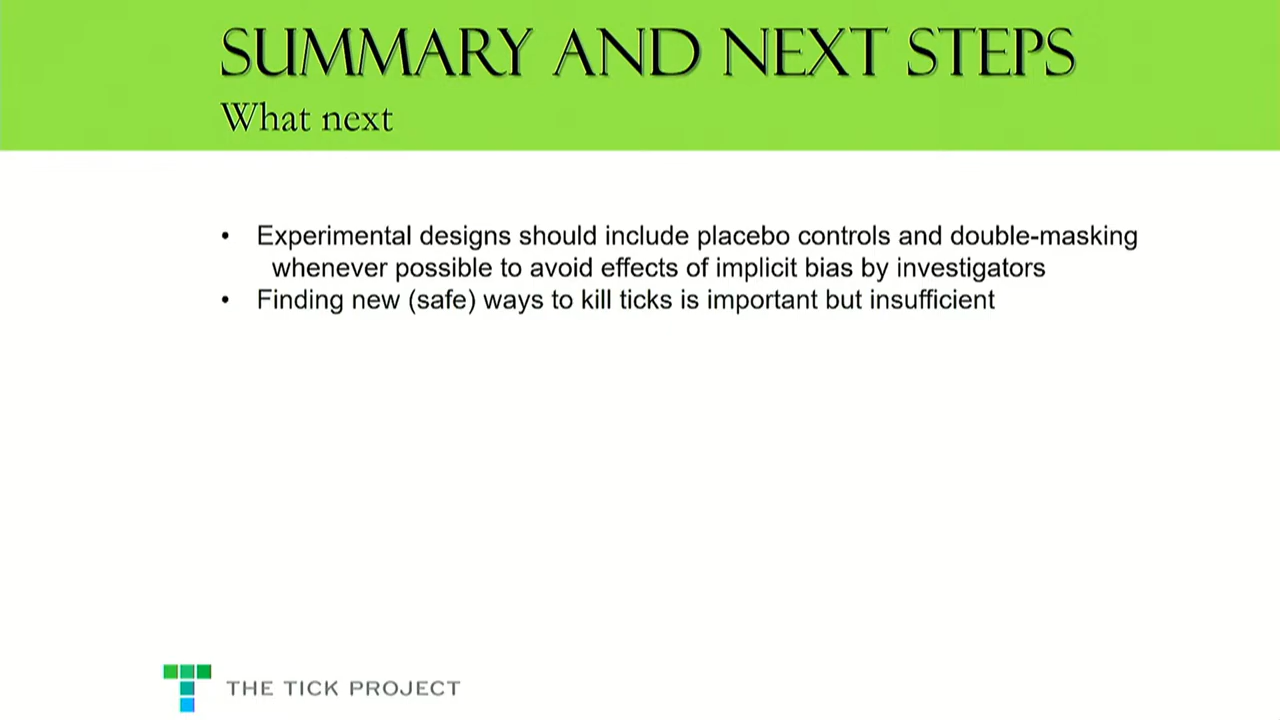 SUMMARY AND NEXT STEPS
What next
• Experimental designs should include placebo controls and double-masking
whenever possible to avoid effects of implicit bias by investigators
• Finding new (safe) ways to kill ticks is important but insufficient
THE TICK PROJECT